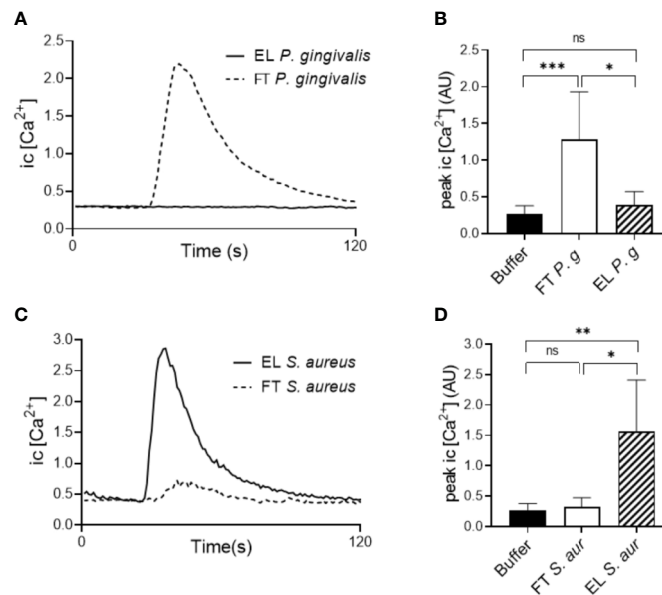 A
EL P. gingivalis
FT P. gingivalis
ic [Ca2+]
2.5
2.0
1.5
1.0
0.5
0.0
0
120
Time (s)
B
ns
***
*
peak ic [Ca2+] (AU)
2.5
2.0
1.5
1.0
0.5
0.0
Buffer
FT P. g
EL P. g
C
EL S. aureus
FT S. aureus
ic [Ca2+]
3.0
2.5
2.0
1.5
1.0
0.5
0.0
0
120
Time(s)
D
**
ns
*
peak ic [Ca2+] (AU)
3.0
2.5
2.0
1.5
1.0
0.5
0.0
Buffer
FT S. aur
EL S. aur